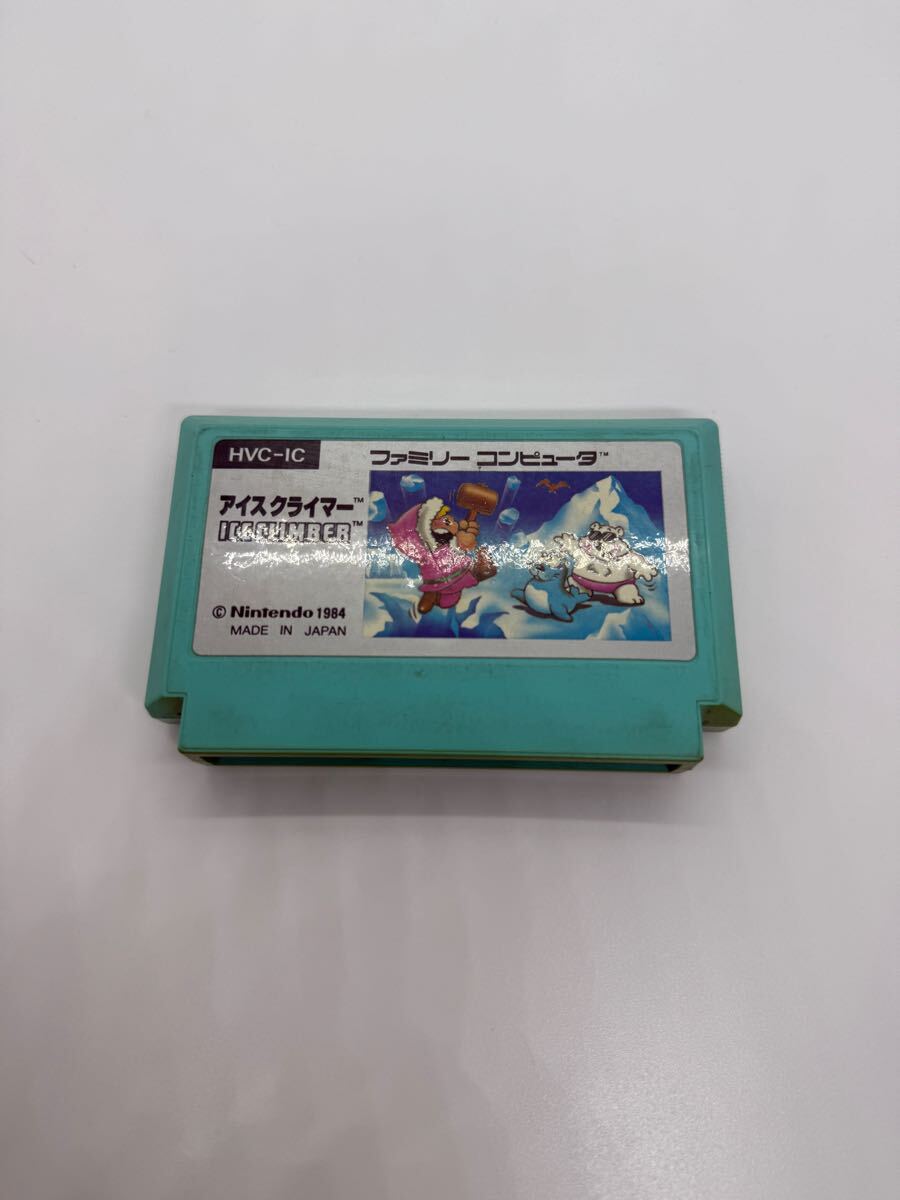 HVC-IC
ファミリー コンピュータ™
アイスクライマー™
ICE CLIMBER™
© Nintendo 1984
MADE IN JAPAN